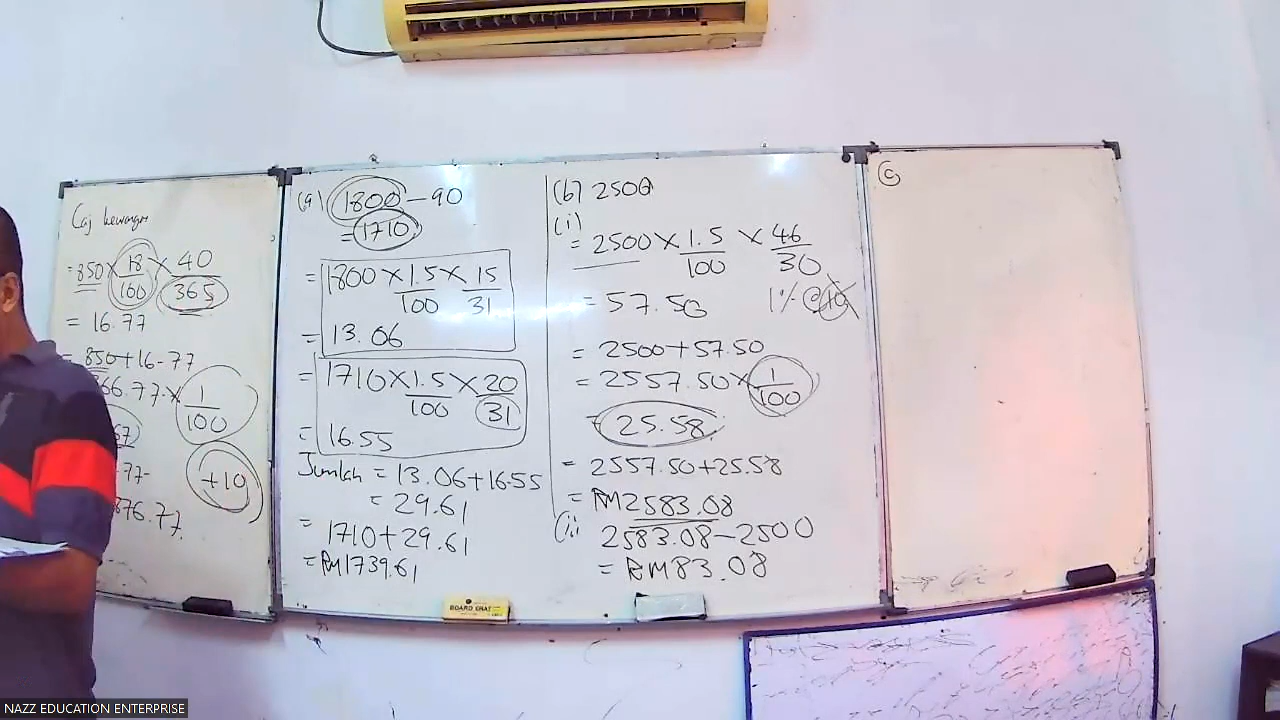 Caj kewangan
= 850 × 18/100 × 40/365
= 16.77
= 850+16-77
66.77 × 1/100
67
+10
.77-
876.77
(a) 1800 - 90
= 1710
= 1800 × 1.5/100 × 15/31
= 13.06
= 1710 × 1.5/100 × 20/31
= 16.55
Jumlah = 13.06+16.55
= 29.61
= 1710+29.61
= RM1739.61
(b) 2500
(i)
= 2500 × 1.5/100 × 46/30
= 57.50
1% @ 10
= 2500+57.50
= 2557.50 × 1/100
= 25.58
= 2557.50+25.58
= RM2583.08
(ii) 2583.08-2500
= RM83.08
C
BOARD ERAT
NAZZ EDUCATION ENTERPRISE